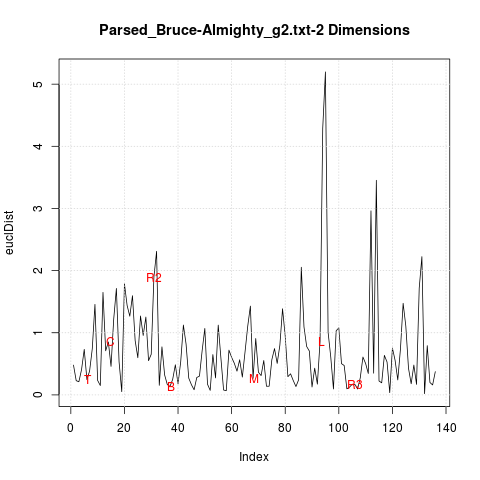 Parsed_Bruce-Almighty_g2.txt-2 Dimensions
euclDist
5
4
3
2
1
0
T
C
R2
B
M
L
R3
0 20 40 60 80 100 120 140
Index